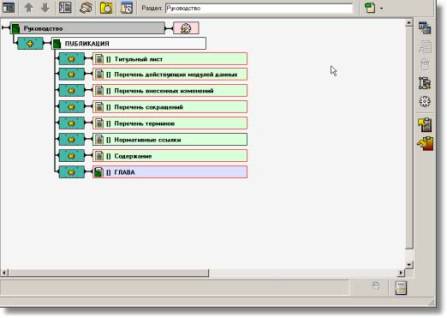 Раздел: Руководство
Руководство
ПУБЛИКАЦИЯ
[] Титульный лист
[] Перечень действующих модулей данных
[] Перечень внесенных изменений
[] Перечень сокращений
[] Перечень терминов
[] Нормативные ссылки
[] Содержание
[] ГЛАВА